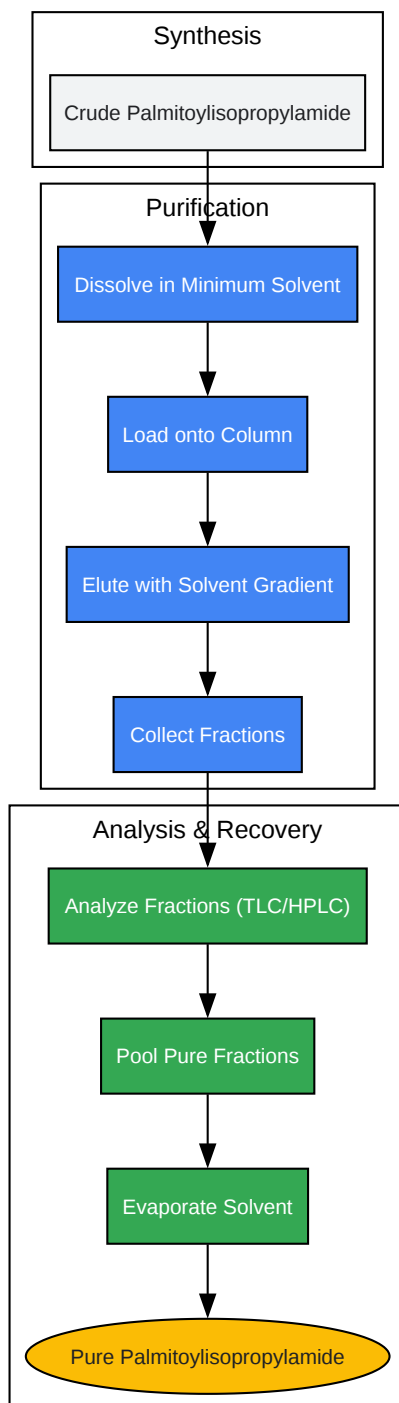 Synthesis
Crude Palmitoylisopropylamide
Purification
Dissolve in Minimum Solvent
Load onto Column
Elute with Solvent Gradient
Collect Fractions
Analysis & Recovery
Analyze Fractions (TLC/HPLC)
Pool Pure Fractions
Evaporate Solvent
Pure Palmitoylisopropylamide